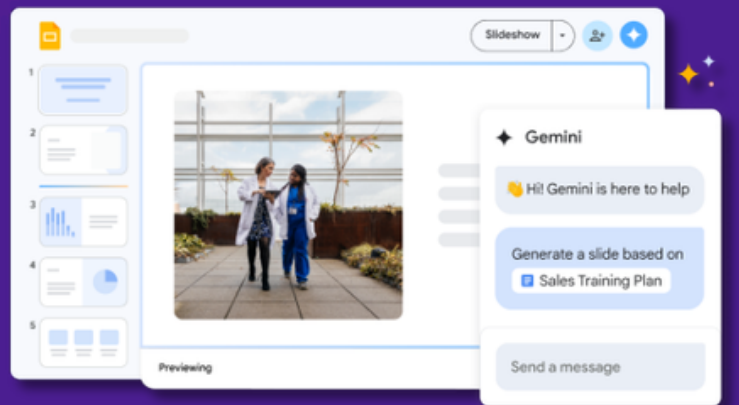 Slideshow
1
2
3
4
5
Previewing
Gemini
👋 Hi! Gemini is here to help
Generate a slide based on
Sales Training Plan
Send a message